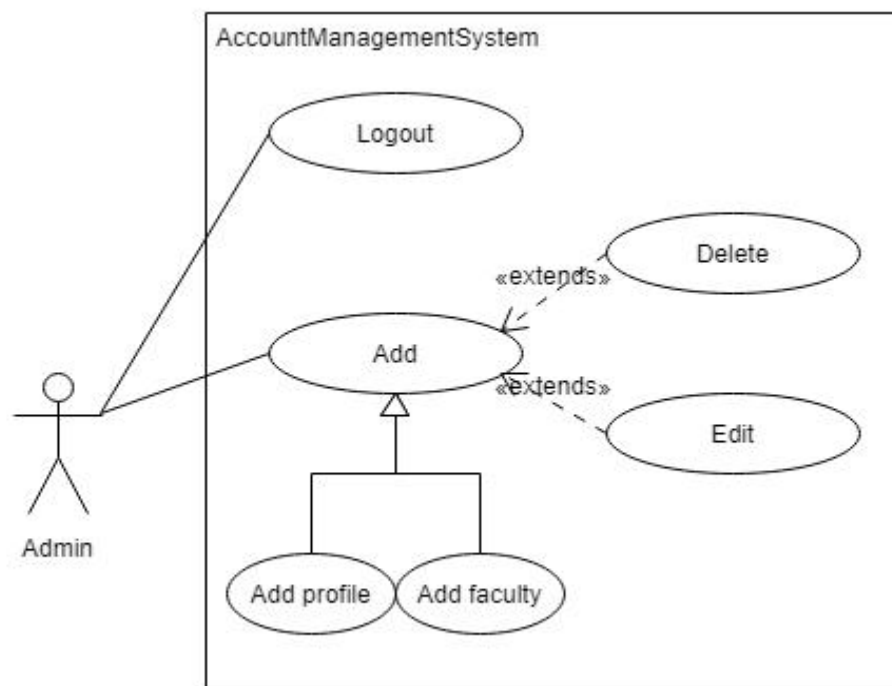 AccountManagementSystem
Logout
Delete
«extends»
Add
«extends»
Edit
Admin
Add profile
Add faculty